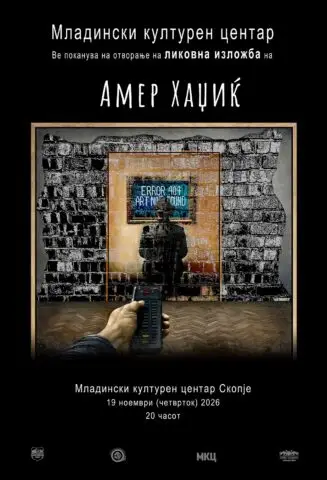 Младински културен центар
Ве поканува на отворање на ликовна изложба на
Амер Хаџиќ
ERROR 404
ART NOT FOUND
Младински културен центар Скопје
19 ноември (четврток) 2026
20 часот
МКЦ